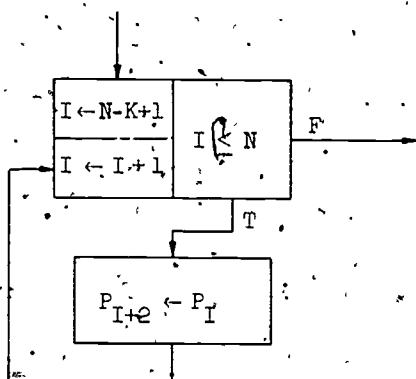 I ← N-K+1
I ← I+1
I ≤ N
F
T
P_{I+2} ← P_I